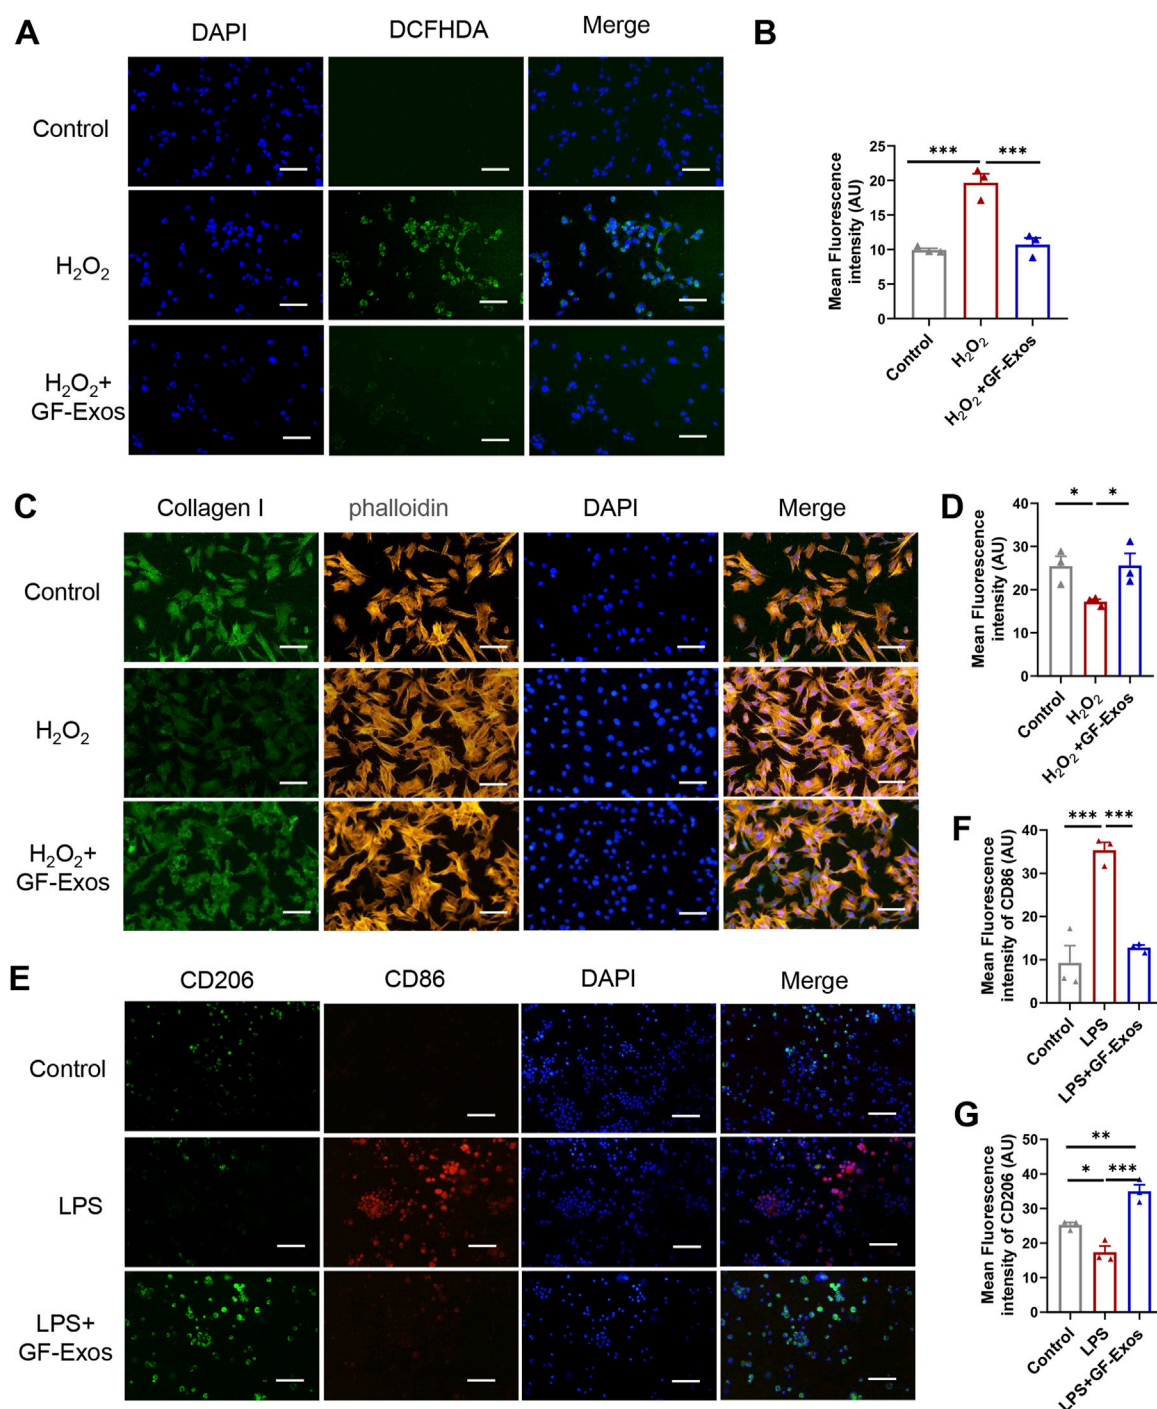 A
DAPI
DCFHDA
Merge
Control
H₂O₂
H₂O₂+
GF-Exos
B
Mean Fluorescence
intensity (AU)
25
20
15
10
5
0
***
***
Control
H₂O₂
H₂O₂+GF-Exos
C
Collagen I
phalloidin
DAPI
Merge
Control
H₂O₂
H₂O₂+
GF-Exos
D
Mean Fluorescence
intensity (AU)
40
30
20
10
0
*
*
Control
H₂O₂
H₂O₂+GF-Exos
E
CD206
CD86
DAPI
Merge
Control
LPS
LPS+
GF-Exos
F
Mean Fluorescence
intensity of CD86 (AU)
40
30
20
10
0
***
***
Control
LPS
LPS+GF-Exos
G
Mean Fluorescence
intensity of CD206 (AU)
50
40
30
20
10
0
**
*
***
Control
LPS
LPS+GF-Exos